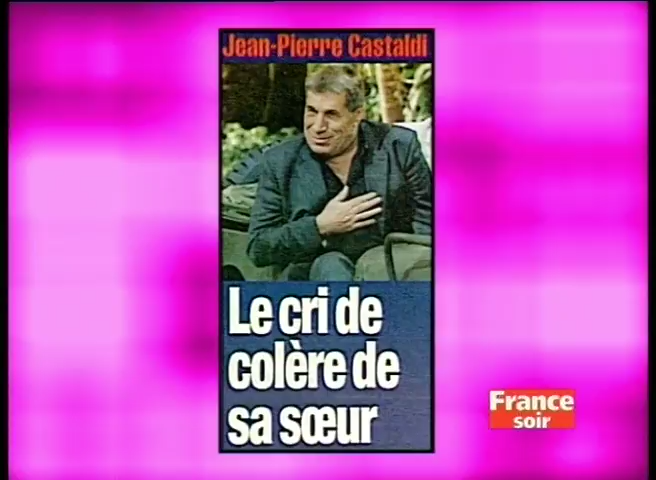 Jean-Pierre Castaldi
Le cri de
colère de
sa sœur
France
soir